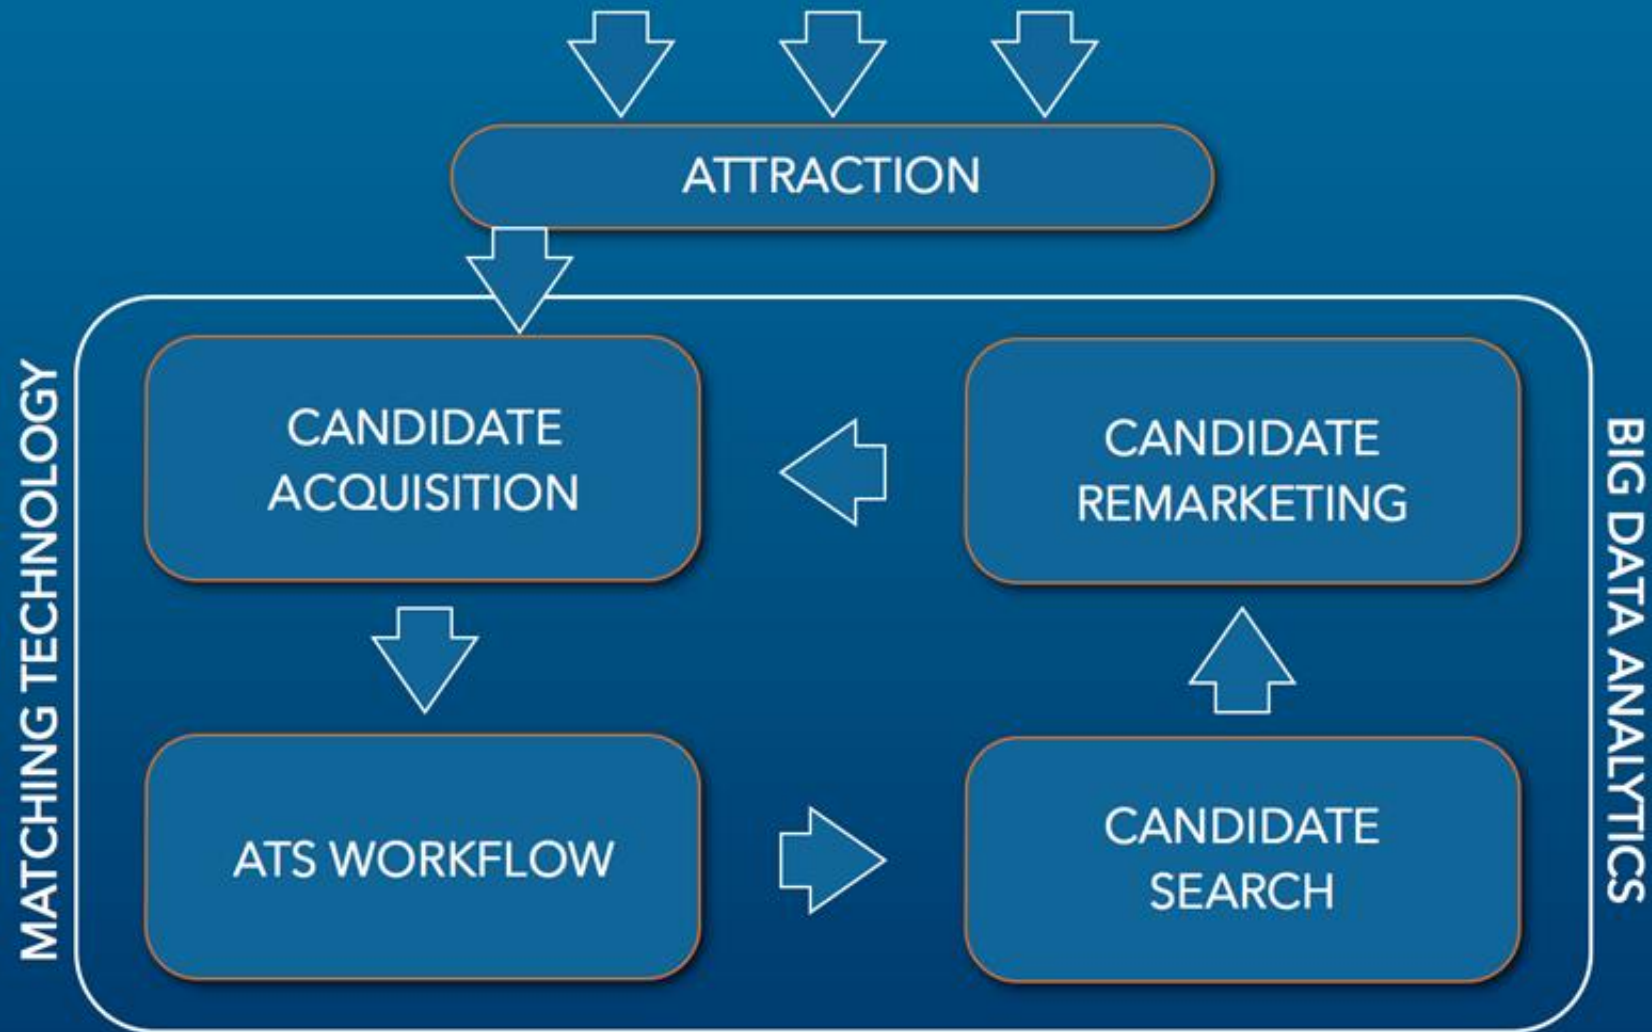 ATTRACTION
MATCHING TECHNOLOGY
CANDIDATE
ACQUISITION
CANDIDATE
REMARKETING
ATS WORKFLOW
CANDIDATE
SEARCH
BIG DATA ANALYTICS